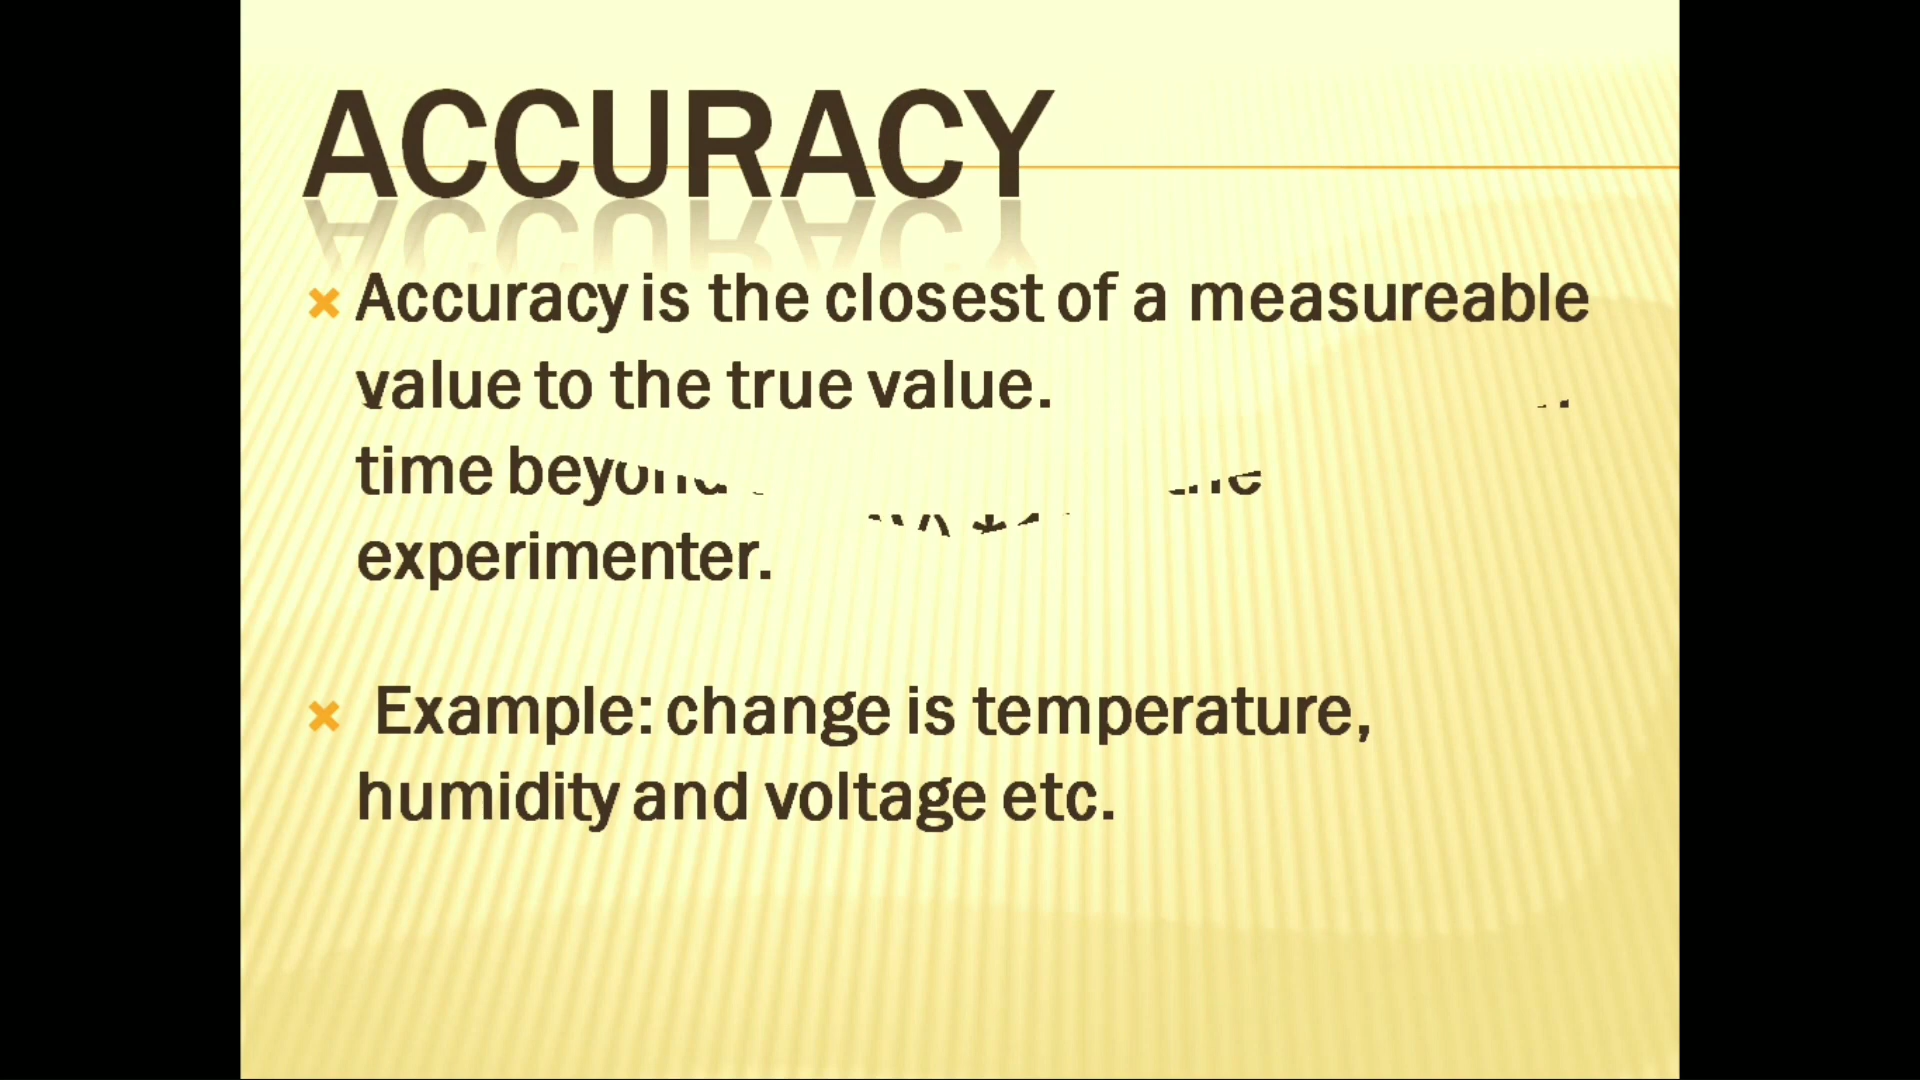 ACCURACY
Accuracy is the closest of a measureable
value to the true value.
time
experimenter.
Example: change is temperature,
humidity and voltage etc.